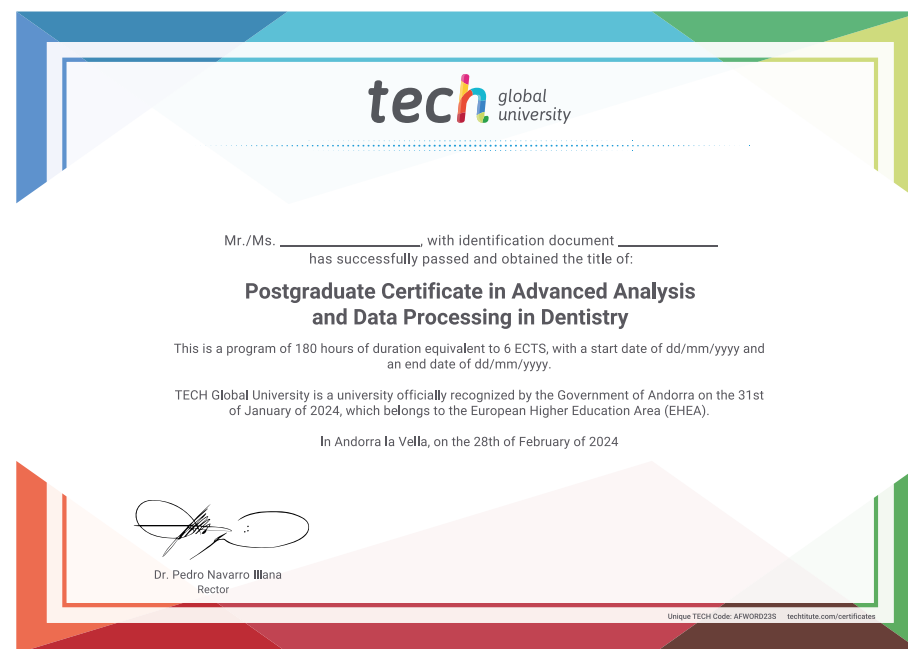 tech global university
Mr./Ms. ____________, with identification document ____________
has successfully passed and obtained the title of:
Postgraduate Certificate in Advanced Analysis
and Data Processing in Dentistry
This is a program of 180 hours of duration equivalent to 6 ECTS, with a start date of dd/mm/yyyy and
an end date of dd/mm/yyyy.
TECH Global University is a university officially recognized by the Government of Andorra on the 31st
of January of 2024, which belongs to the European Higher Education Area (EHEA).
In Andorra la Vella, on the 28th of February of 2024
Dr. Pedro Navarro Illana
Rector
Unique TECH Code: AFWORD23S techtitute.com/certificates